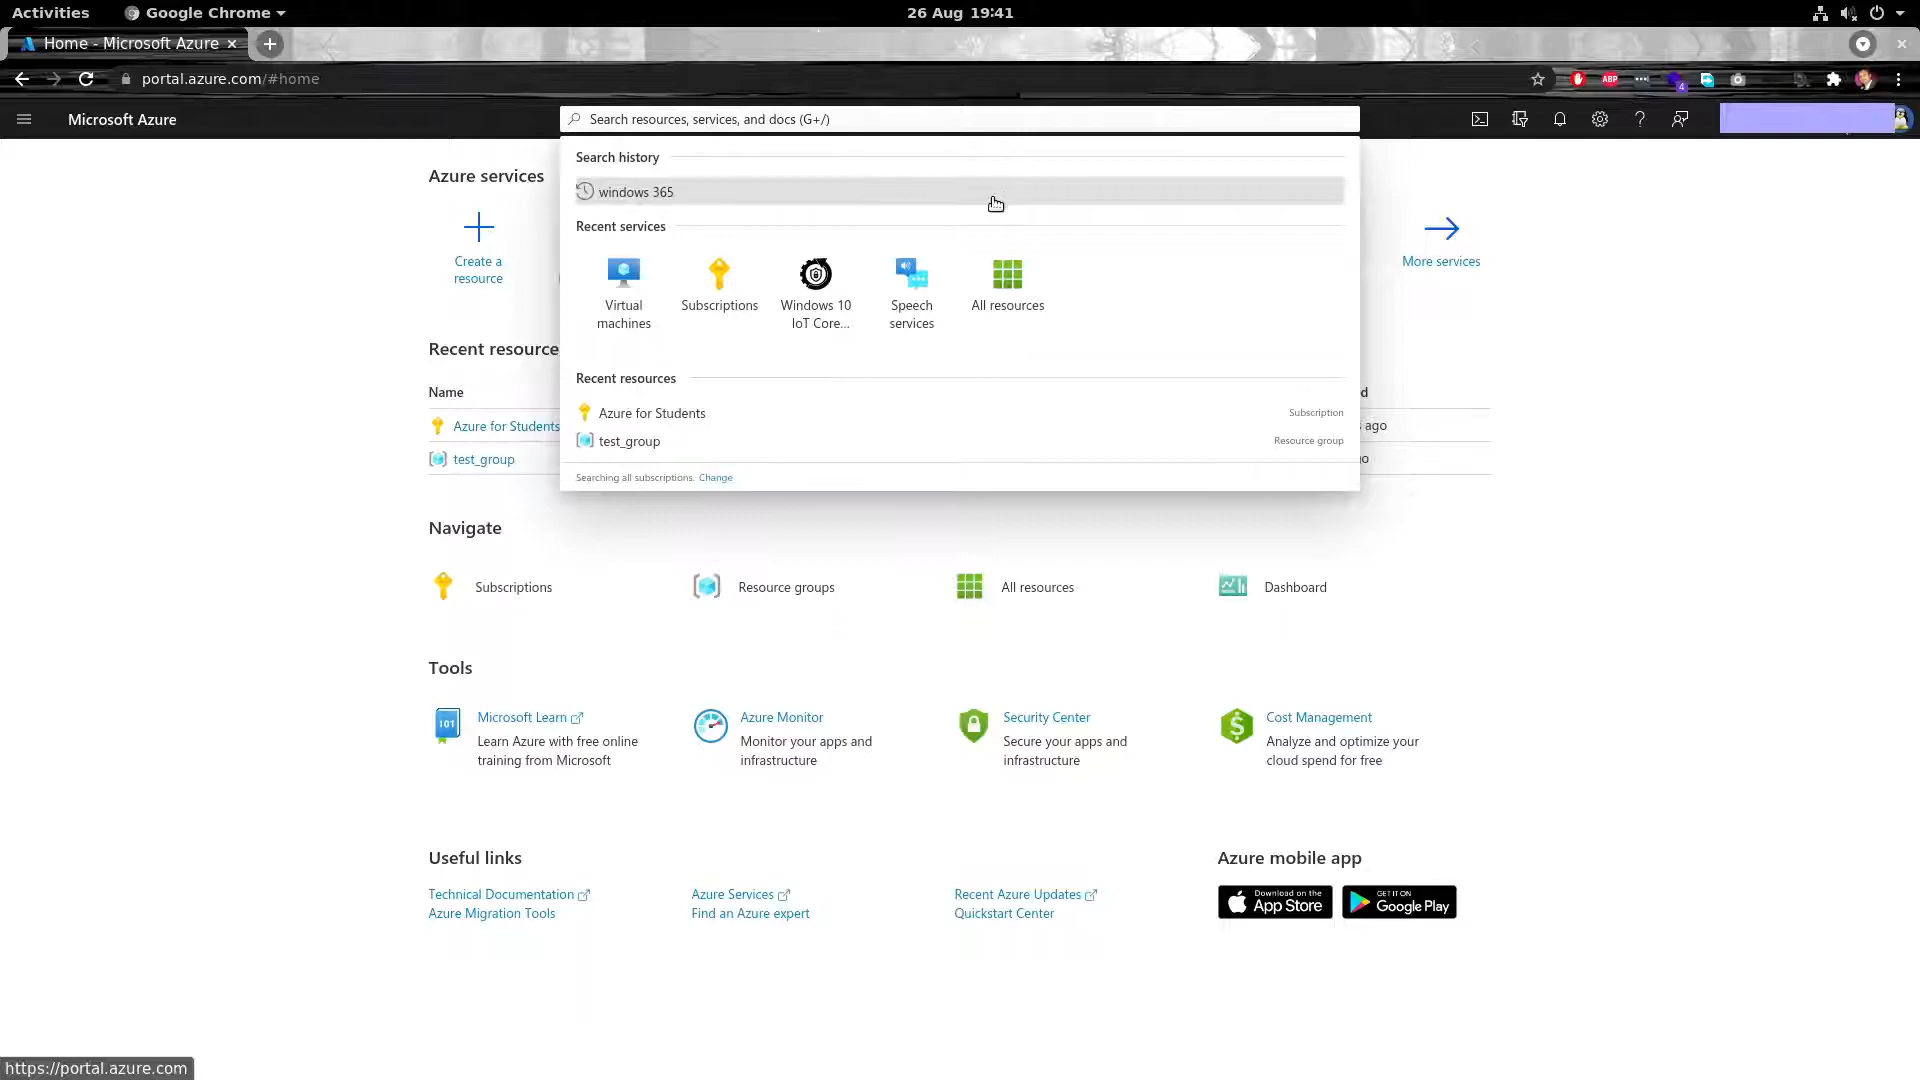 Activities
Google Chrome
26 Aug 19:41
Home - Microsoft Azure
portal.azure.com/#home
ABP
4
Microsoft Azure
Search resources, services, and docs (G+/)
Search history
windows 365
Azure services
Create a
resource
More services
Recent services
Virtual
machines
Subscriptions
Windows 10
IoT Core...
Speech
services
All resources
Recent resource
Name
d
Azure for Students
s ago
test_group
Recent resources
Azure for Students
Subscription
test_group
Resource group
Searching all subscriptions. Change
Navigate
Subscriptions
Resource groups
All resources
Dashboard
Tools
101
Microsoft Learn
Learn Azure with free online
training from Microsoft
Azure Monitor
Monitor your apps and
infrastructure
Security Center
Secure your apps and
infrastructure
Cost Management
Analyze and optimize your
cloud spend for free
Useful links
Azure mobile app
Technical Documentation
Azure Services
Recent Azure Updates
Azure Migration Tools
Find an Azure expert
Quickstart Center
Download on the
App Store
GET IT ON
Google Play
https://portal.azure.com